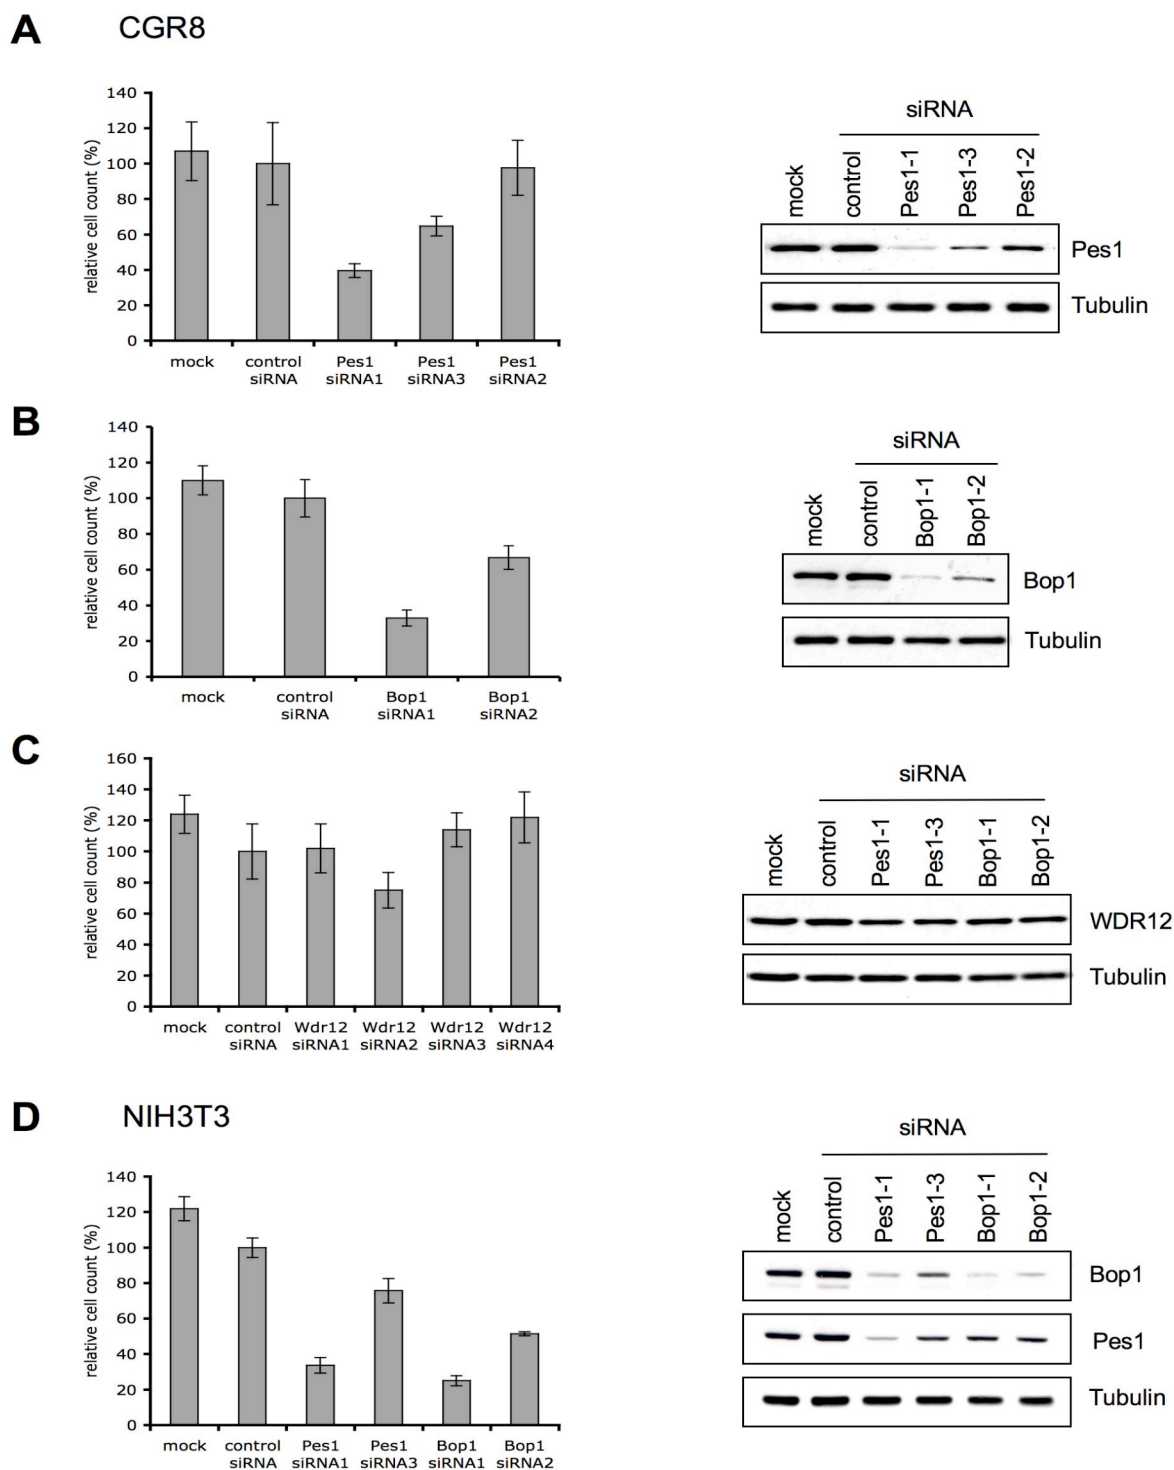 A
CGR8
140
120
100
80
60
40
20
0
relative cell count (%)
mock
control
siRNA
Pes1
siRNA1
Pes1
siRNA3
Pes1
siRNA2
siRNA
mock
control
Pes1-1
Pes1-3
Pes1-2
Pes1
Tubulin
B
140
120
100
80
60
40
20
0
relative cell count (%)
mock
control
siRNA
Bop1
siRNA1
Bop1
siRNA2
siRNA
mock
control
Bop1-1
Bop1-2
Bop1
Tubulin
C
160
140
120
100
80
60
40
20
0
relative cell count (%)
mock
control
siRNA
Wdr12
siRNA1
Wdr12
siRNA2
Wdr12
siRNA3
Wdr12
siRNA4
siRNA
mock
control
Pes1-1
Pes1-3
Bop1-1
Bop1-2
WDR12
Tubulin
D
NIH3T3
140
120
100
80
60
40
20
0
relative cell count (%)
mock
control
siRNA
Pes1
siRNA1
Pes1
siRNA3
Bop1
siRNA1
Bop1
siRNA2
siRNA
mock
control
Pes1-1
Pes1-3
Bop1-1
Bop1-2
Bop1
Pes1
Tubulin